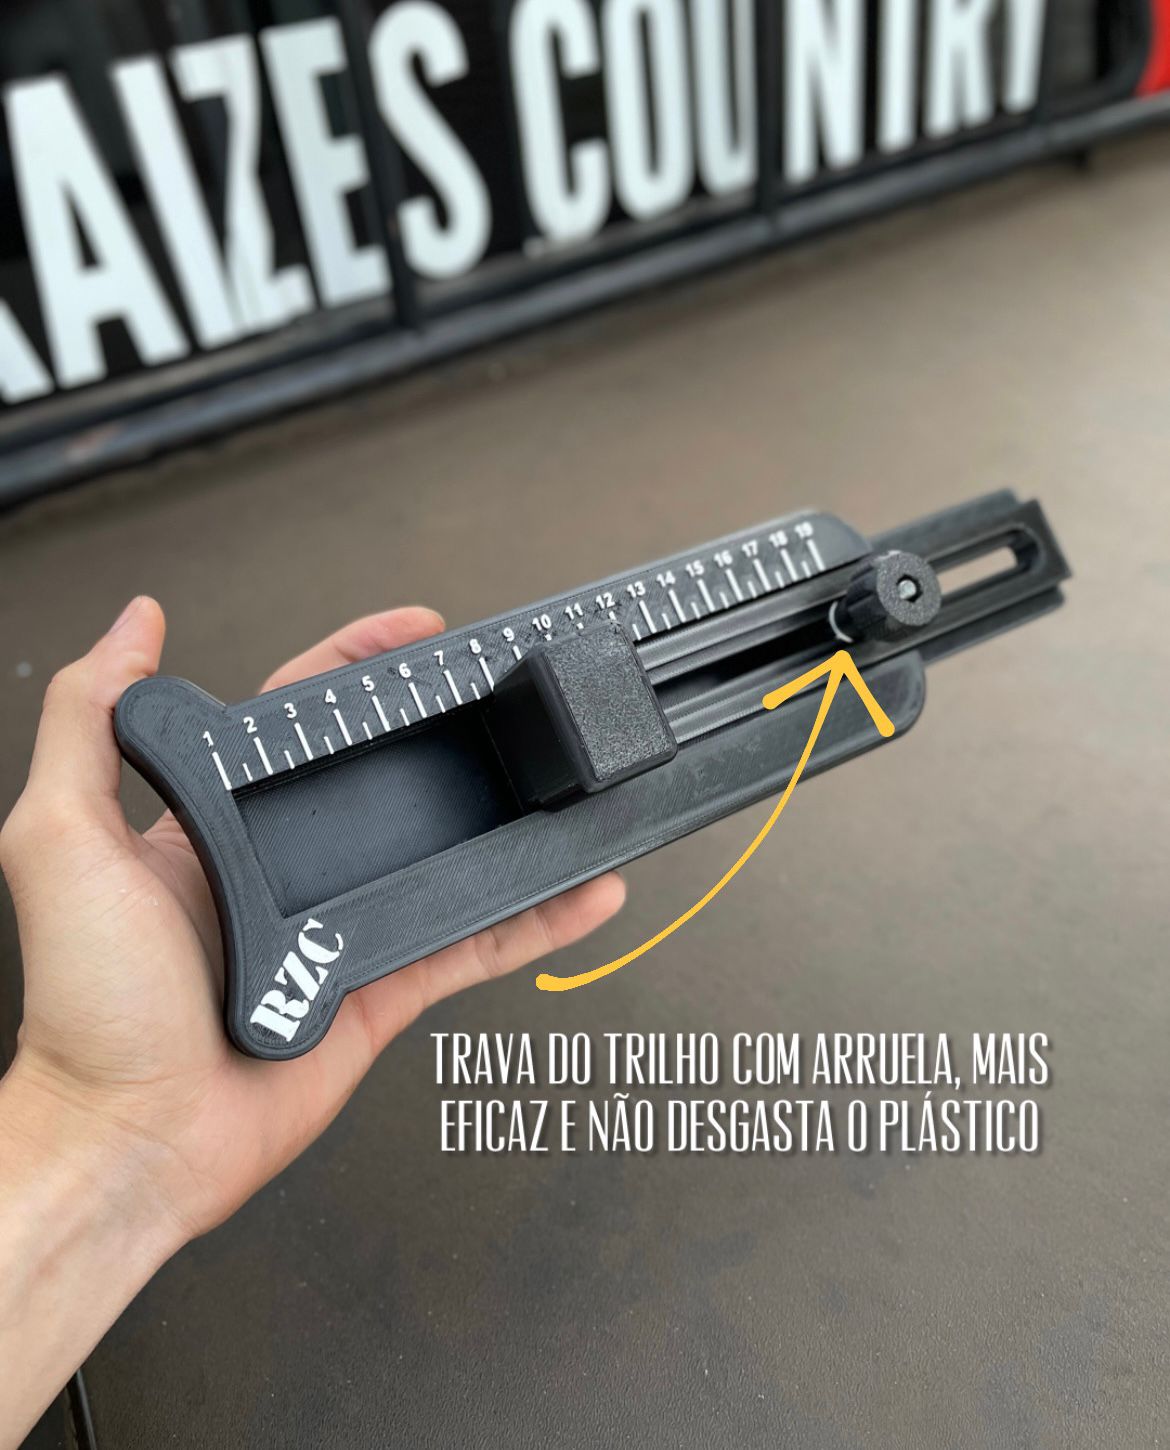 AIZES COUNTRY
1 2 3 4 5 6 7 8 9 10 11 12 13 14 15 16 17 18 19
RZC
TRAVA DO TRILHO COM ARRUELA, MAIS
EFICAZ E NÃO DESGASTA O PLÁSTICO